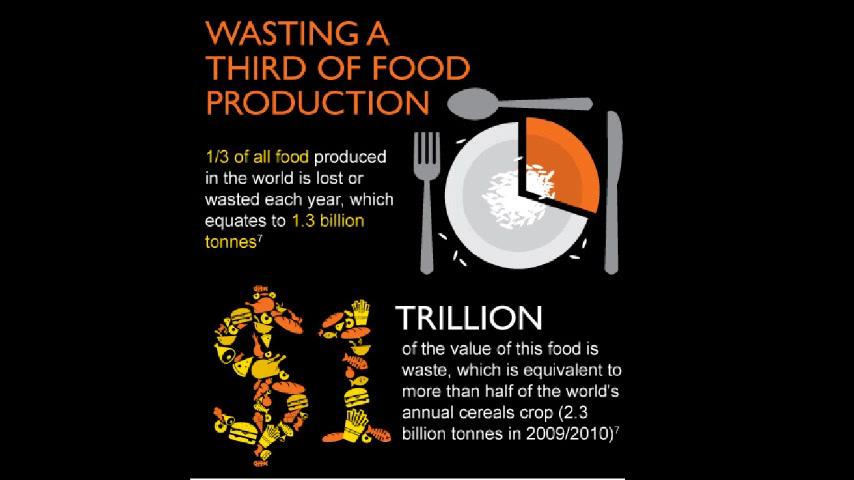 WASTING A
THIRD OF FOOD
PRODUCTION
1/3 of all food produced
in the world is lost or
wasted each year, which
equates to 1.3 billion
tonnes⁷
$1 TRILLION
of the value of this food is
waste, which is equivalent to
more than half of the world's
annual cereals crop (2.3
billion tonnes in 2009/2010)⁷